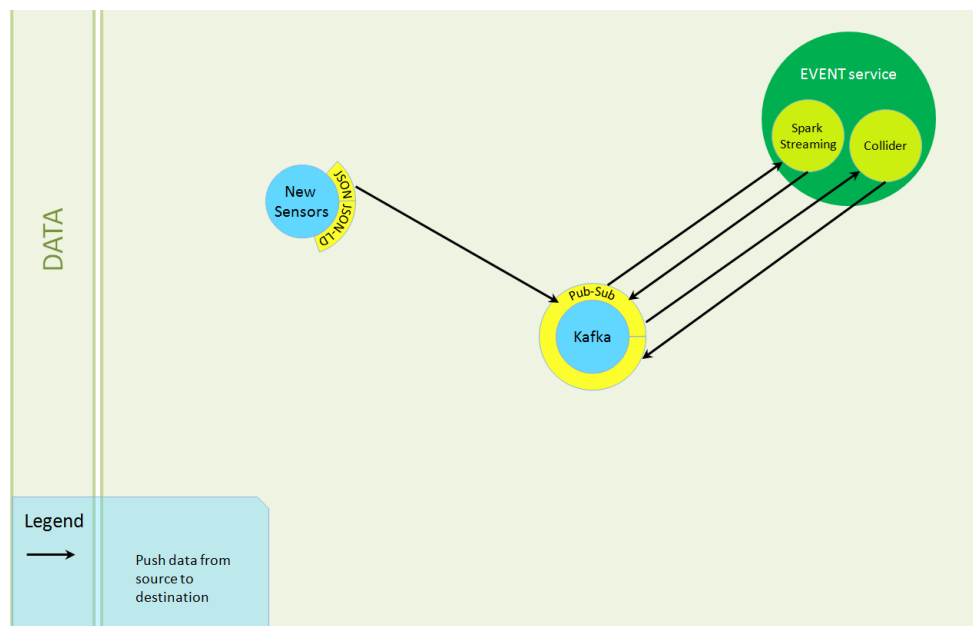 EVENT service
Spark
Streaming
Collider
New
Sensors
JSON
JSON-LD
DATA
Pub-Sub
Kafka
Legend
Push data from
source to
destination